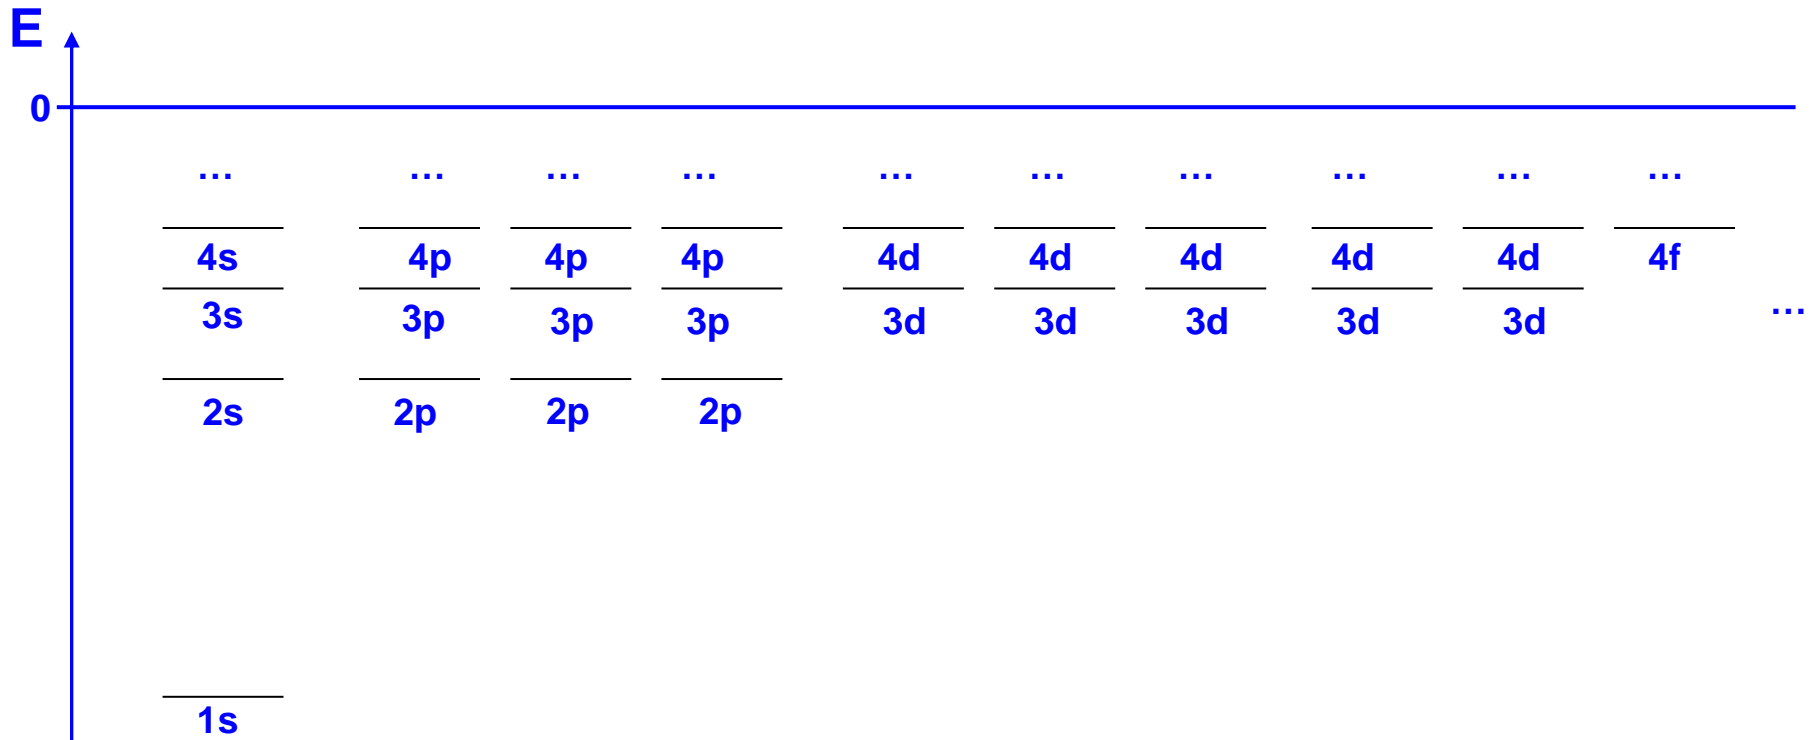 E
0
... ... ... ... ... ... ... ... ... ...
4s 4p 4p 4p 4d 4d 4d 4d 4d 4f
3s 3p 3p 3p 3d 3d 3d 3d 3d ...
2s 2p 2p 2p
1s